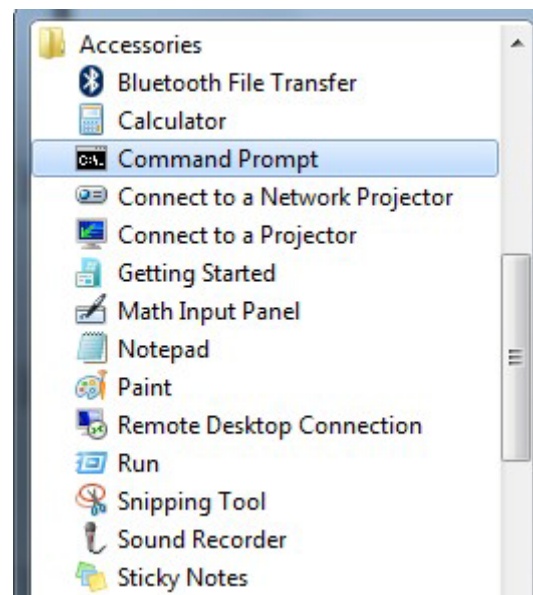 Accessories
Bluetooth File Transfer
Calculator
C:\. Command Prompt
Connect to a Network Projector
Connect to a Projector
Getting Started
Math Input Panel
Notepad
Paint
Remote Desktop Connection
Run
Snipping Tool
Sound Recorder
Sticky Notes